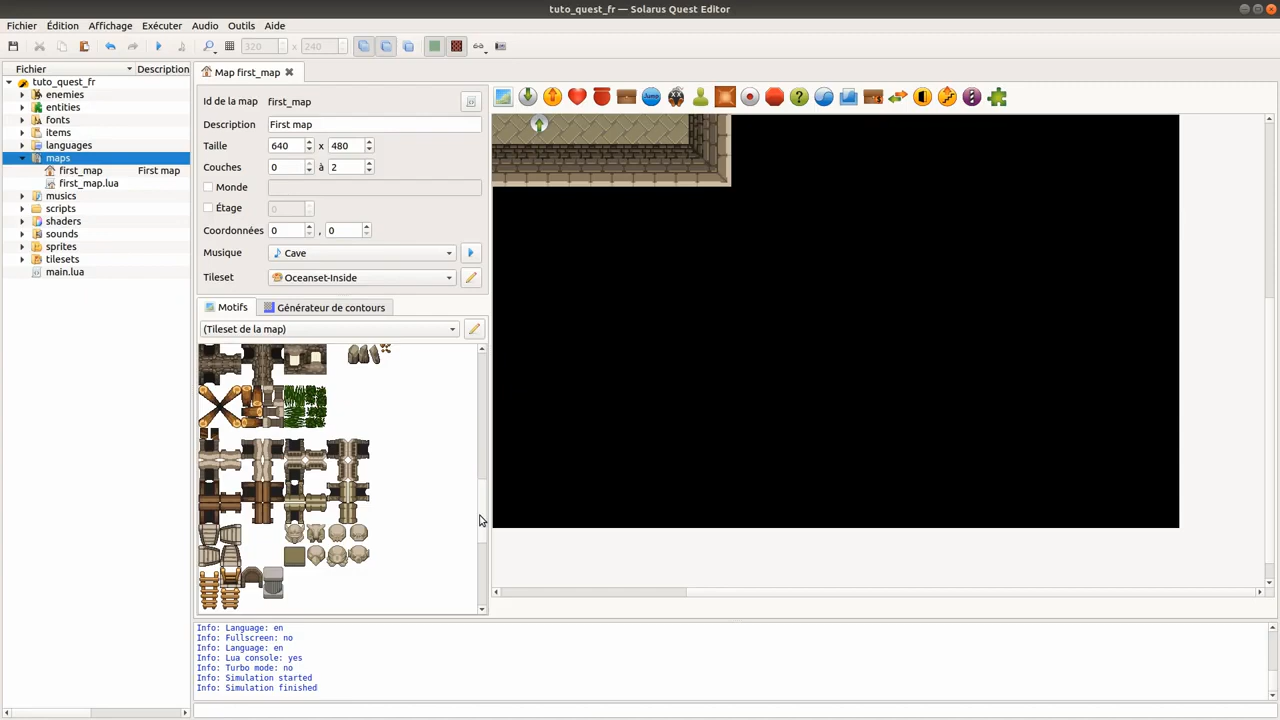 tuto_quest_fr — Solarus Quest Editor
Fichier Édition Affichage Exécuter Audio Outils Aide
320 x 240
Fichier Description
tuto_quest_fr
enemies
entities
fonts
items
languages
maps
first_map First map
first_map.lua
musics
scripts
shaders
sounds
sprites
tilesets
main.lua
Map first_map
Id de la map first_map
Description First map
Taille 640 x 480
Couches 0 à 2
Monde
Étage 0
Coordonnées 0 , 0
Musique Cave
Tileset Oceanset-Inside
Motifs Générateur de contours
(Tileset de la map)
Jump
Info: Language: en
Info: Fullscreen: no
Info: Language: en
Info: Lua console: yes
Info: Turbo mode: no
Info: Simulation started
Info: Simulation finished